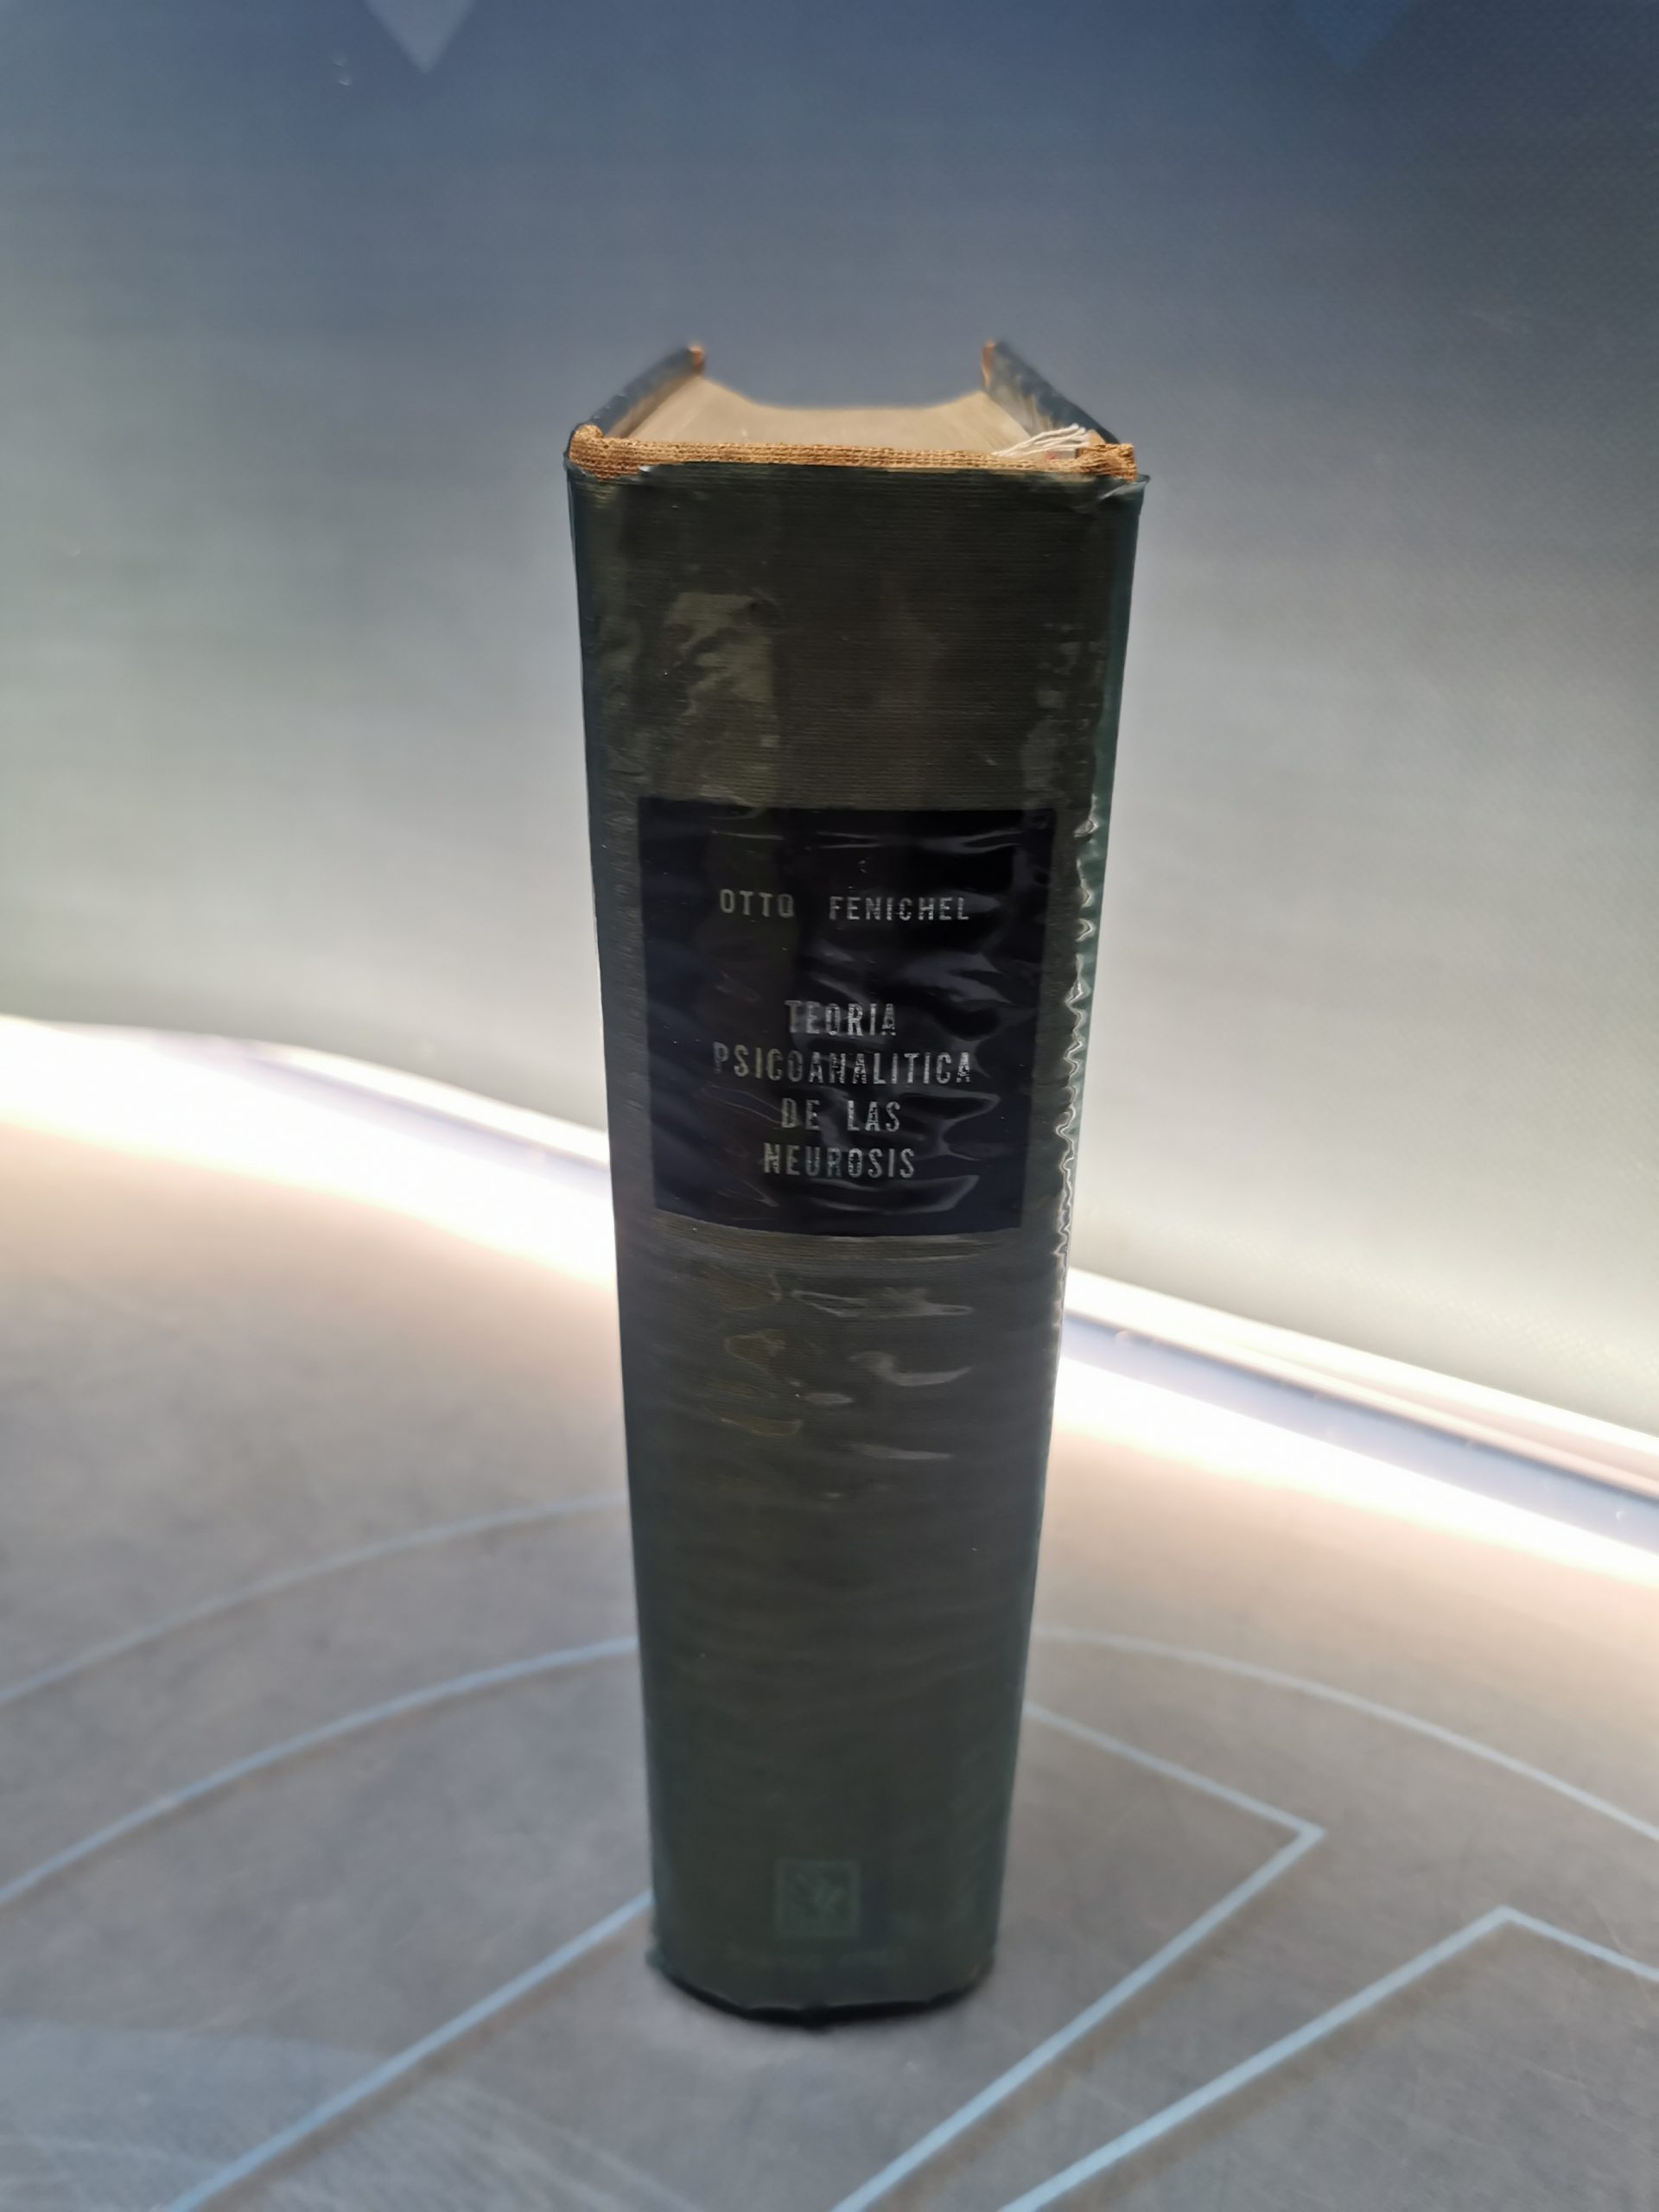 OTTO FENICHEL
TEORIA
PSICOANALITICA
DE LAS
NEUROSIS